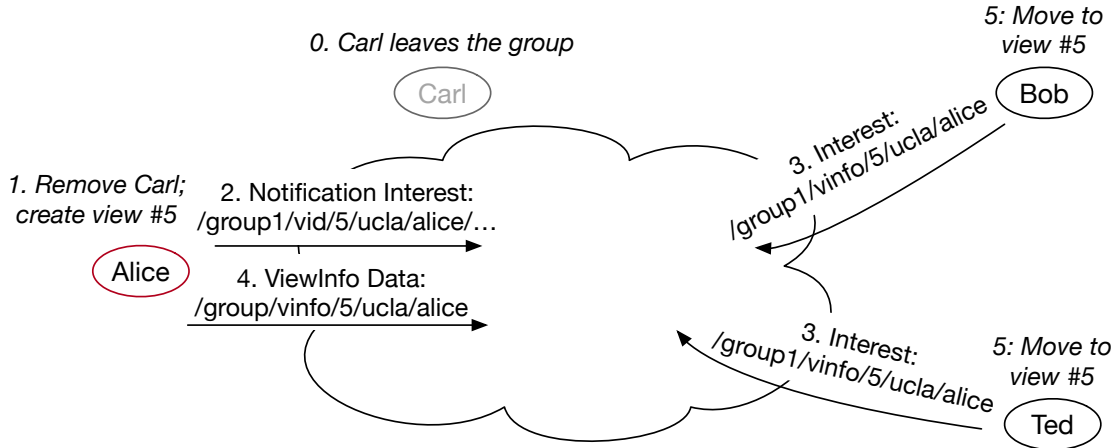 0. Carl leaves the group
Carl
5: Move to
view #5
Bob
3. Interest:
/group1/vinfo/5/ucla/alice
1. Remove Carl;
create view #5
Alice
2. Notification Interest:
/group1/vid/5/ucla/alice/…
4. ViewInfo Data:
/group/vinfo/5/ucla/alice
3. Interest:
/group1/vinfo/5/ucla/alice
5: Move to
view #5
Ted